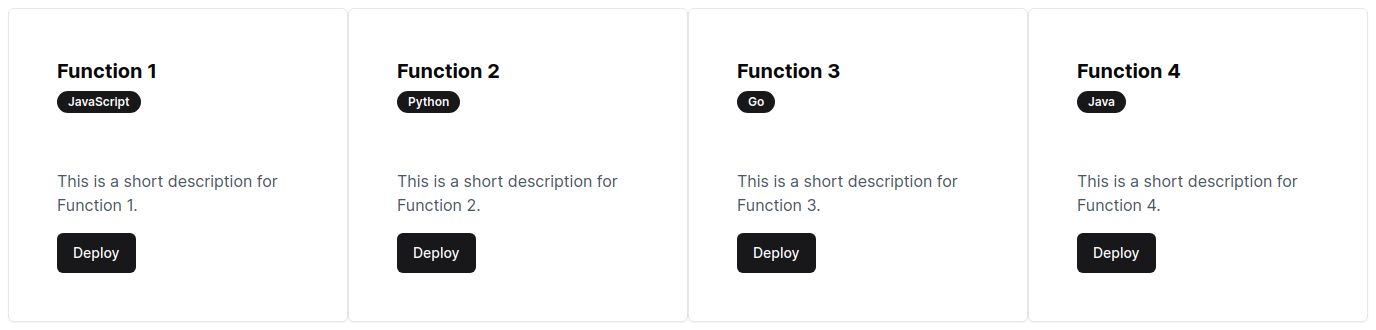 Function 1
JavaScript
This is a short description for
Function 1.
Deploy
Function 2
Python
This is a short description for
Function 2.
Deploy
Function 3
Go
This is a short description for
Function 3.
Deploy
Function 4
Java
This is a short description for
Function 4.
Deploy